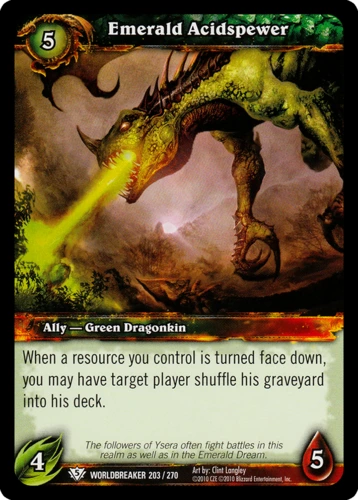 5
Emerald Acidspewer
Ally — Green Dragonkin
When a resource you control is turned face down,
you may have target player shuffle his graveyard
into his deck.
The followers of Ysera often fight battles in this
realm as well as in the Emerald Dream.
4
5
WORLDBREAKER 203/270
Art by: Clint Langley
©2010 CZE ©2010 Blizzard Entertainment, Inc.
5